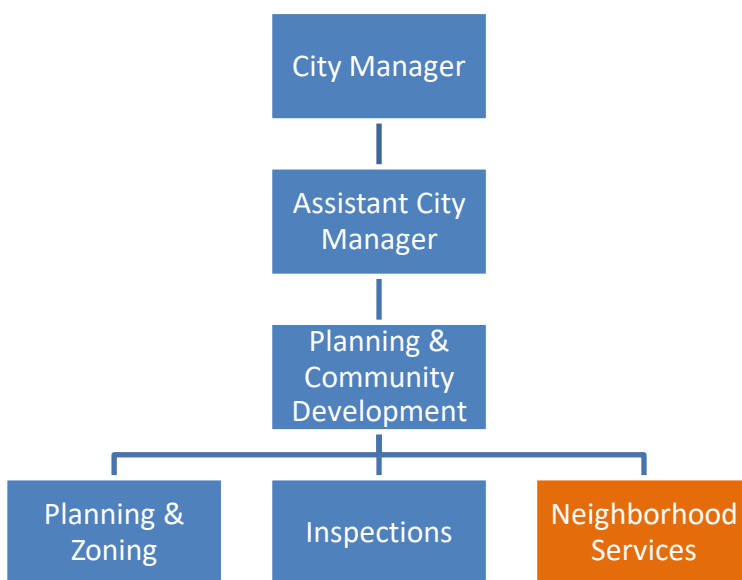 City Manager
Assistant City
Manager
Planning &
Community
Development
Planning &
Zoning
Inspections
Neighborhood
Services